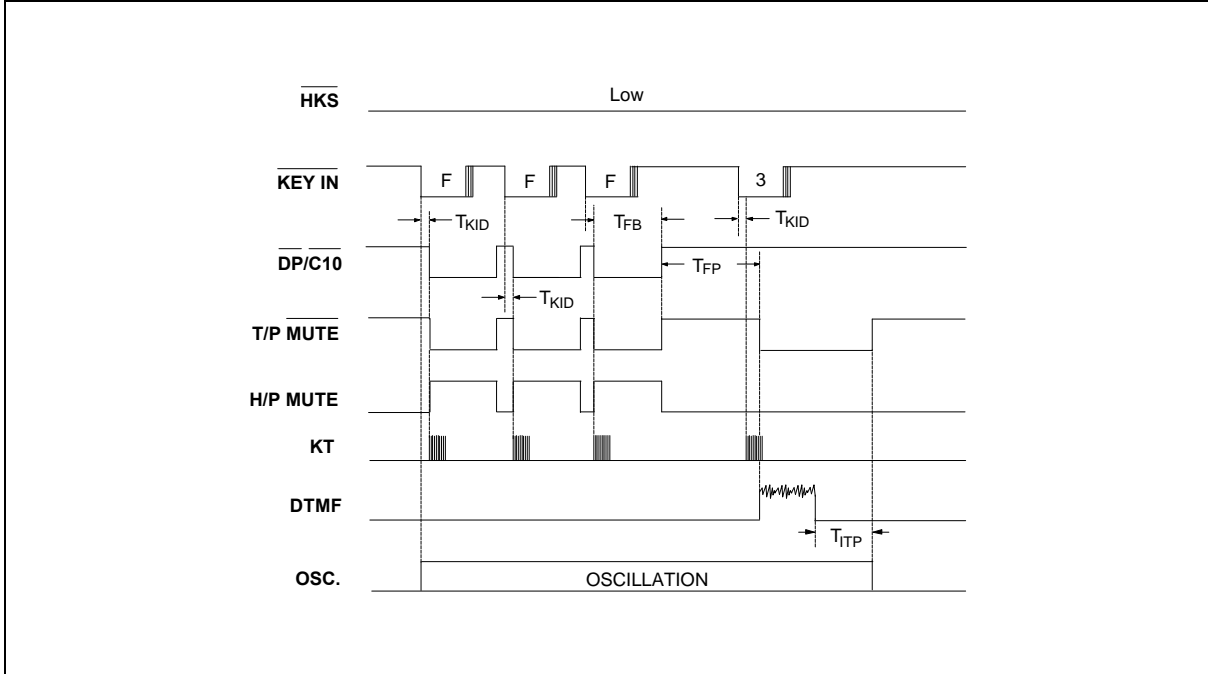 HKS
Low
KEY IN
F
F
F
3
TKID
TFB
TKID
DP/C10
TFP
TKID
T/P MUTE
H/P MUTE
KT
DTMF
TITP
OSC.
OSCILLATION